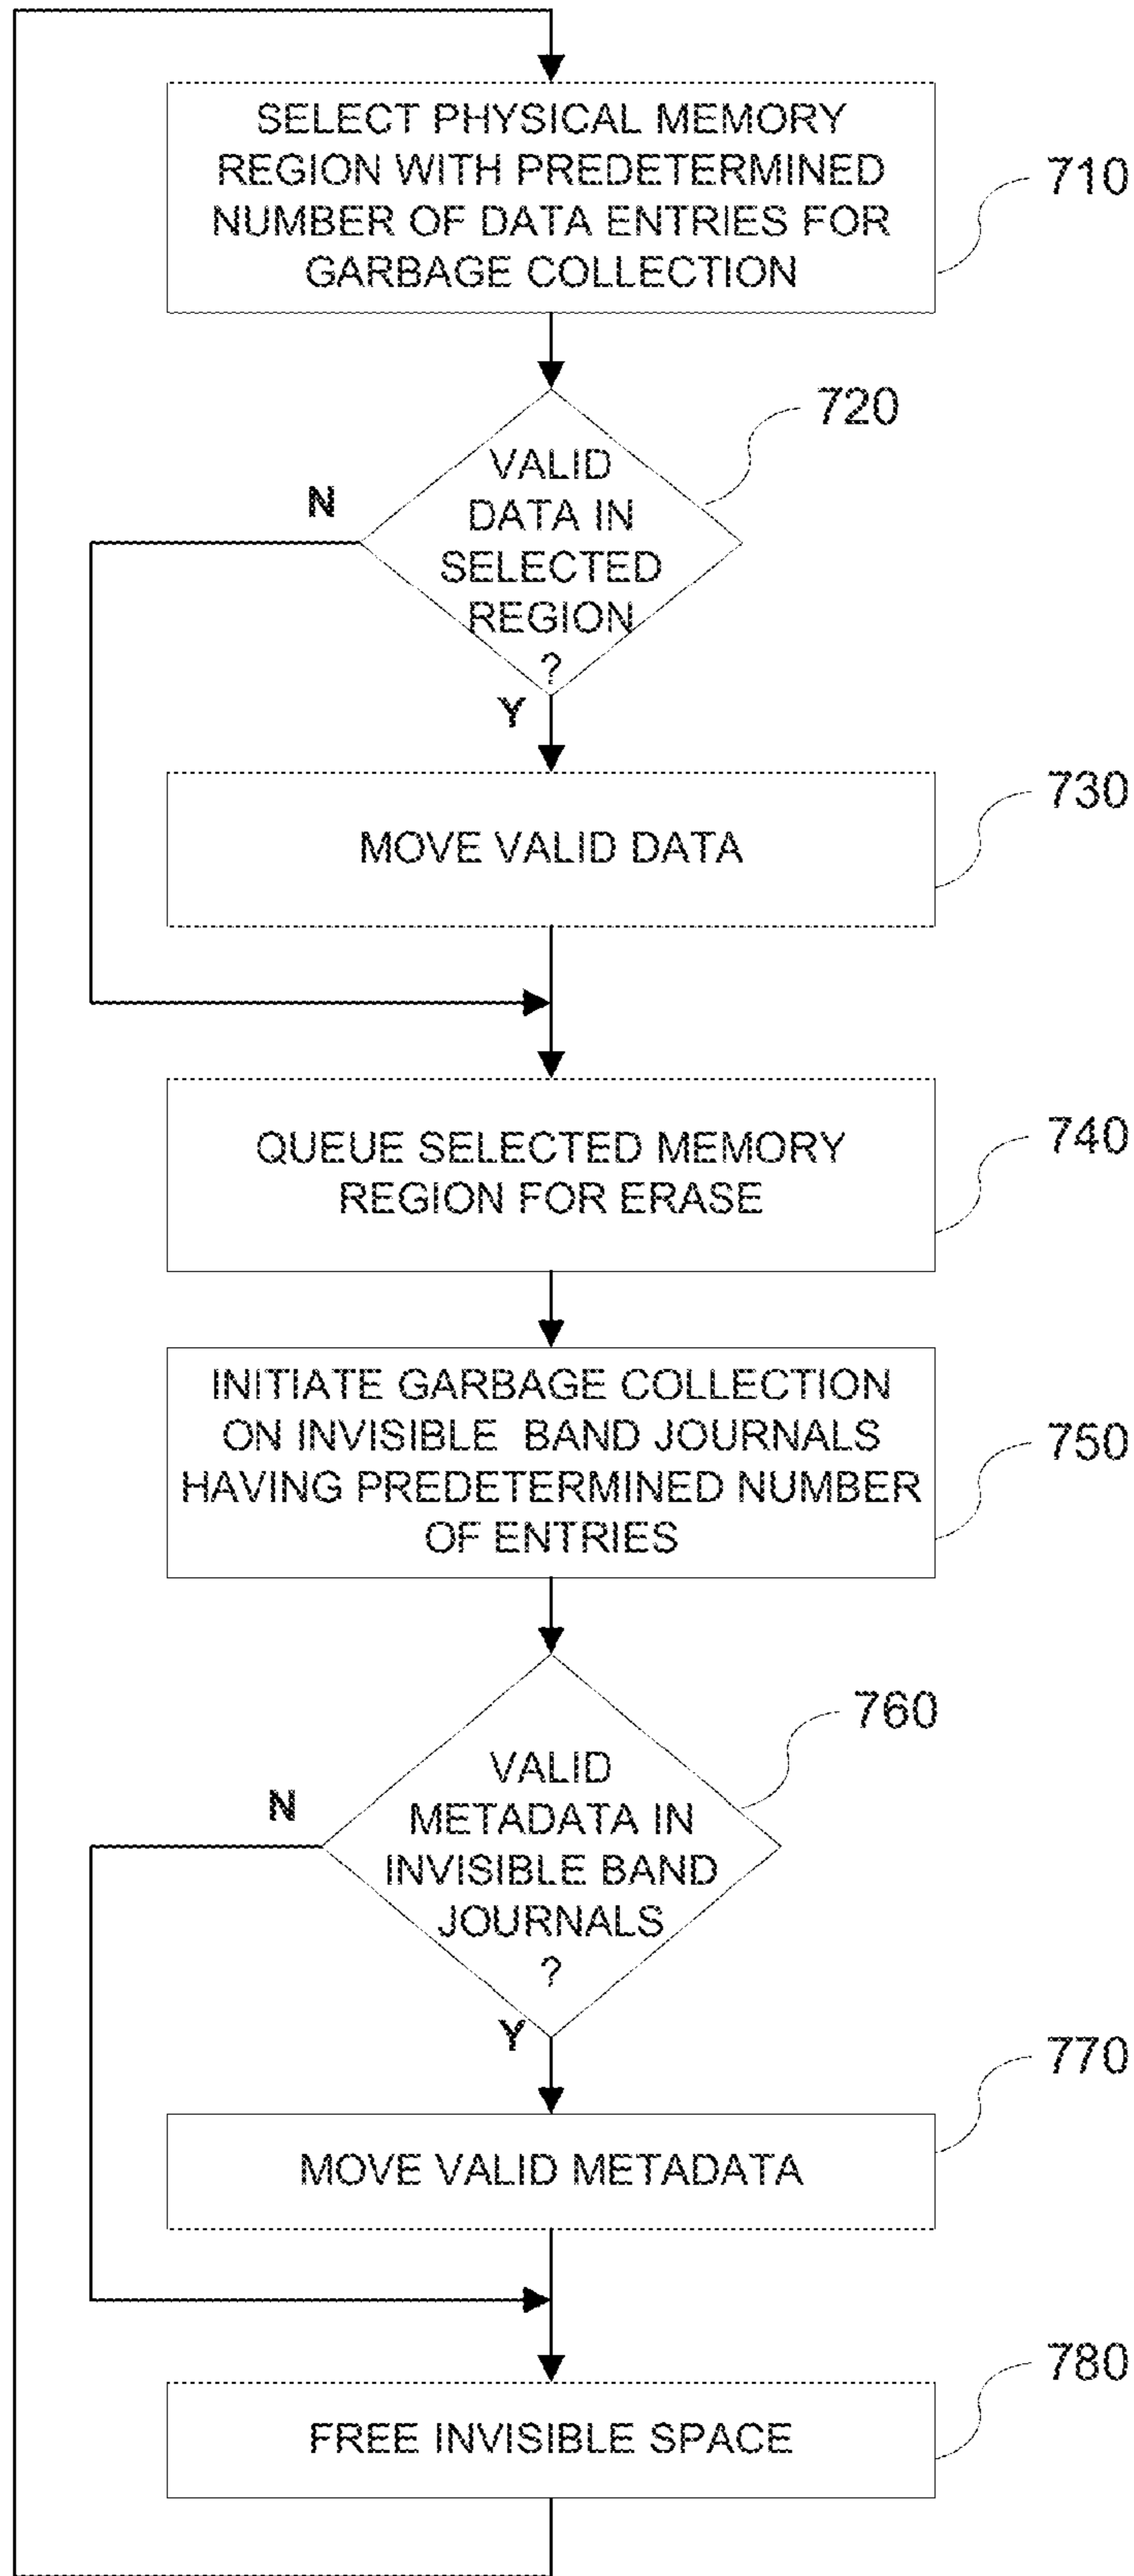 SELECT PHYSICAL MEMORY
REGION WITH PREDETERMINED
NUMBER OF DATA ENTRIES FOR
GARBAGE COLLECTION
710
720
VALID
DATA IN
SELECTED
REGION
?
N
Y
MOVE VALID DATA
730
QUEUE SELECTED MEMORY
REGION FOR ERASE
740
INITIATE GARBAGE COLLECTION
ON INVISIBLE BAND JOURNALS
HAVING PREDETERMINED NUMBER
OF ENTRIES
750
760
VALID
METADATA IN
INVISIBLE BAND
JOURNALS
?
N
Y
MOVE VALID METADATA
770
FREE INVISIBLE SPACE
780